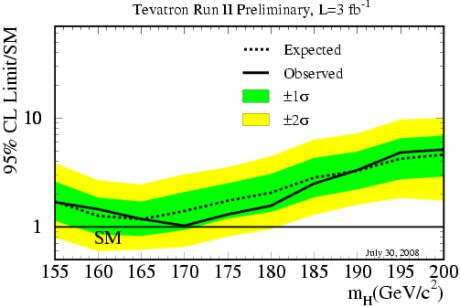 Tevatron Run II Preliminary, L=3 fb⁻¹
95% CL Limit/SM
Expected
Observed
±1σ
±2σ
10
1
SM
July 30, 2008
155 160 165 170 175 180 185 190 195 200
m_H(GeV/c²)